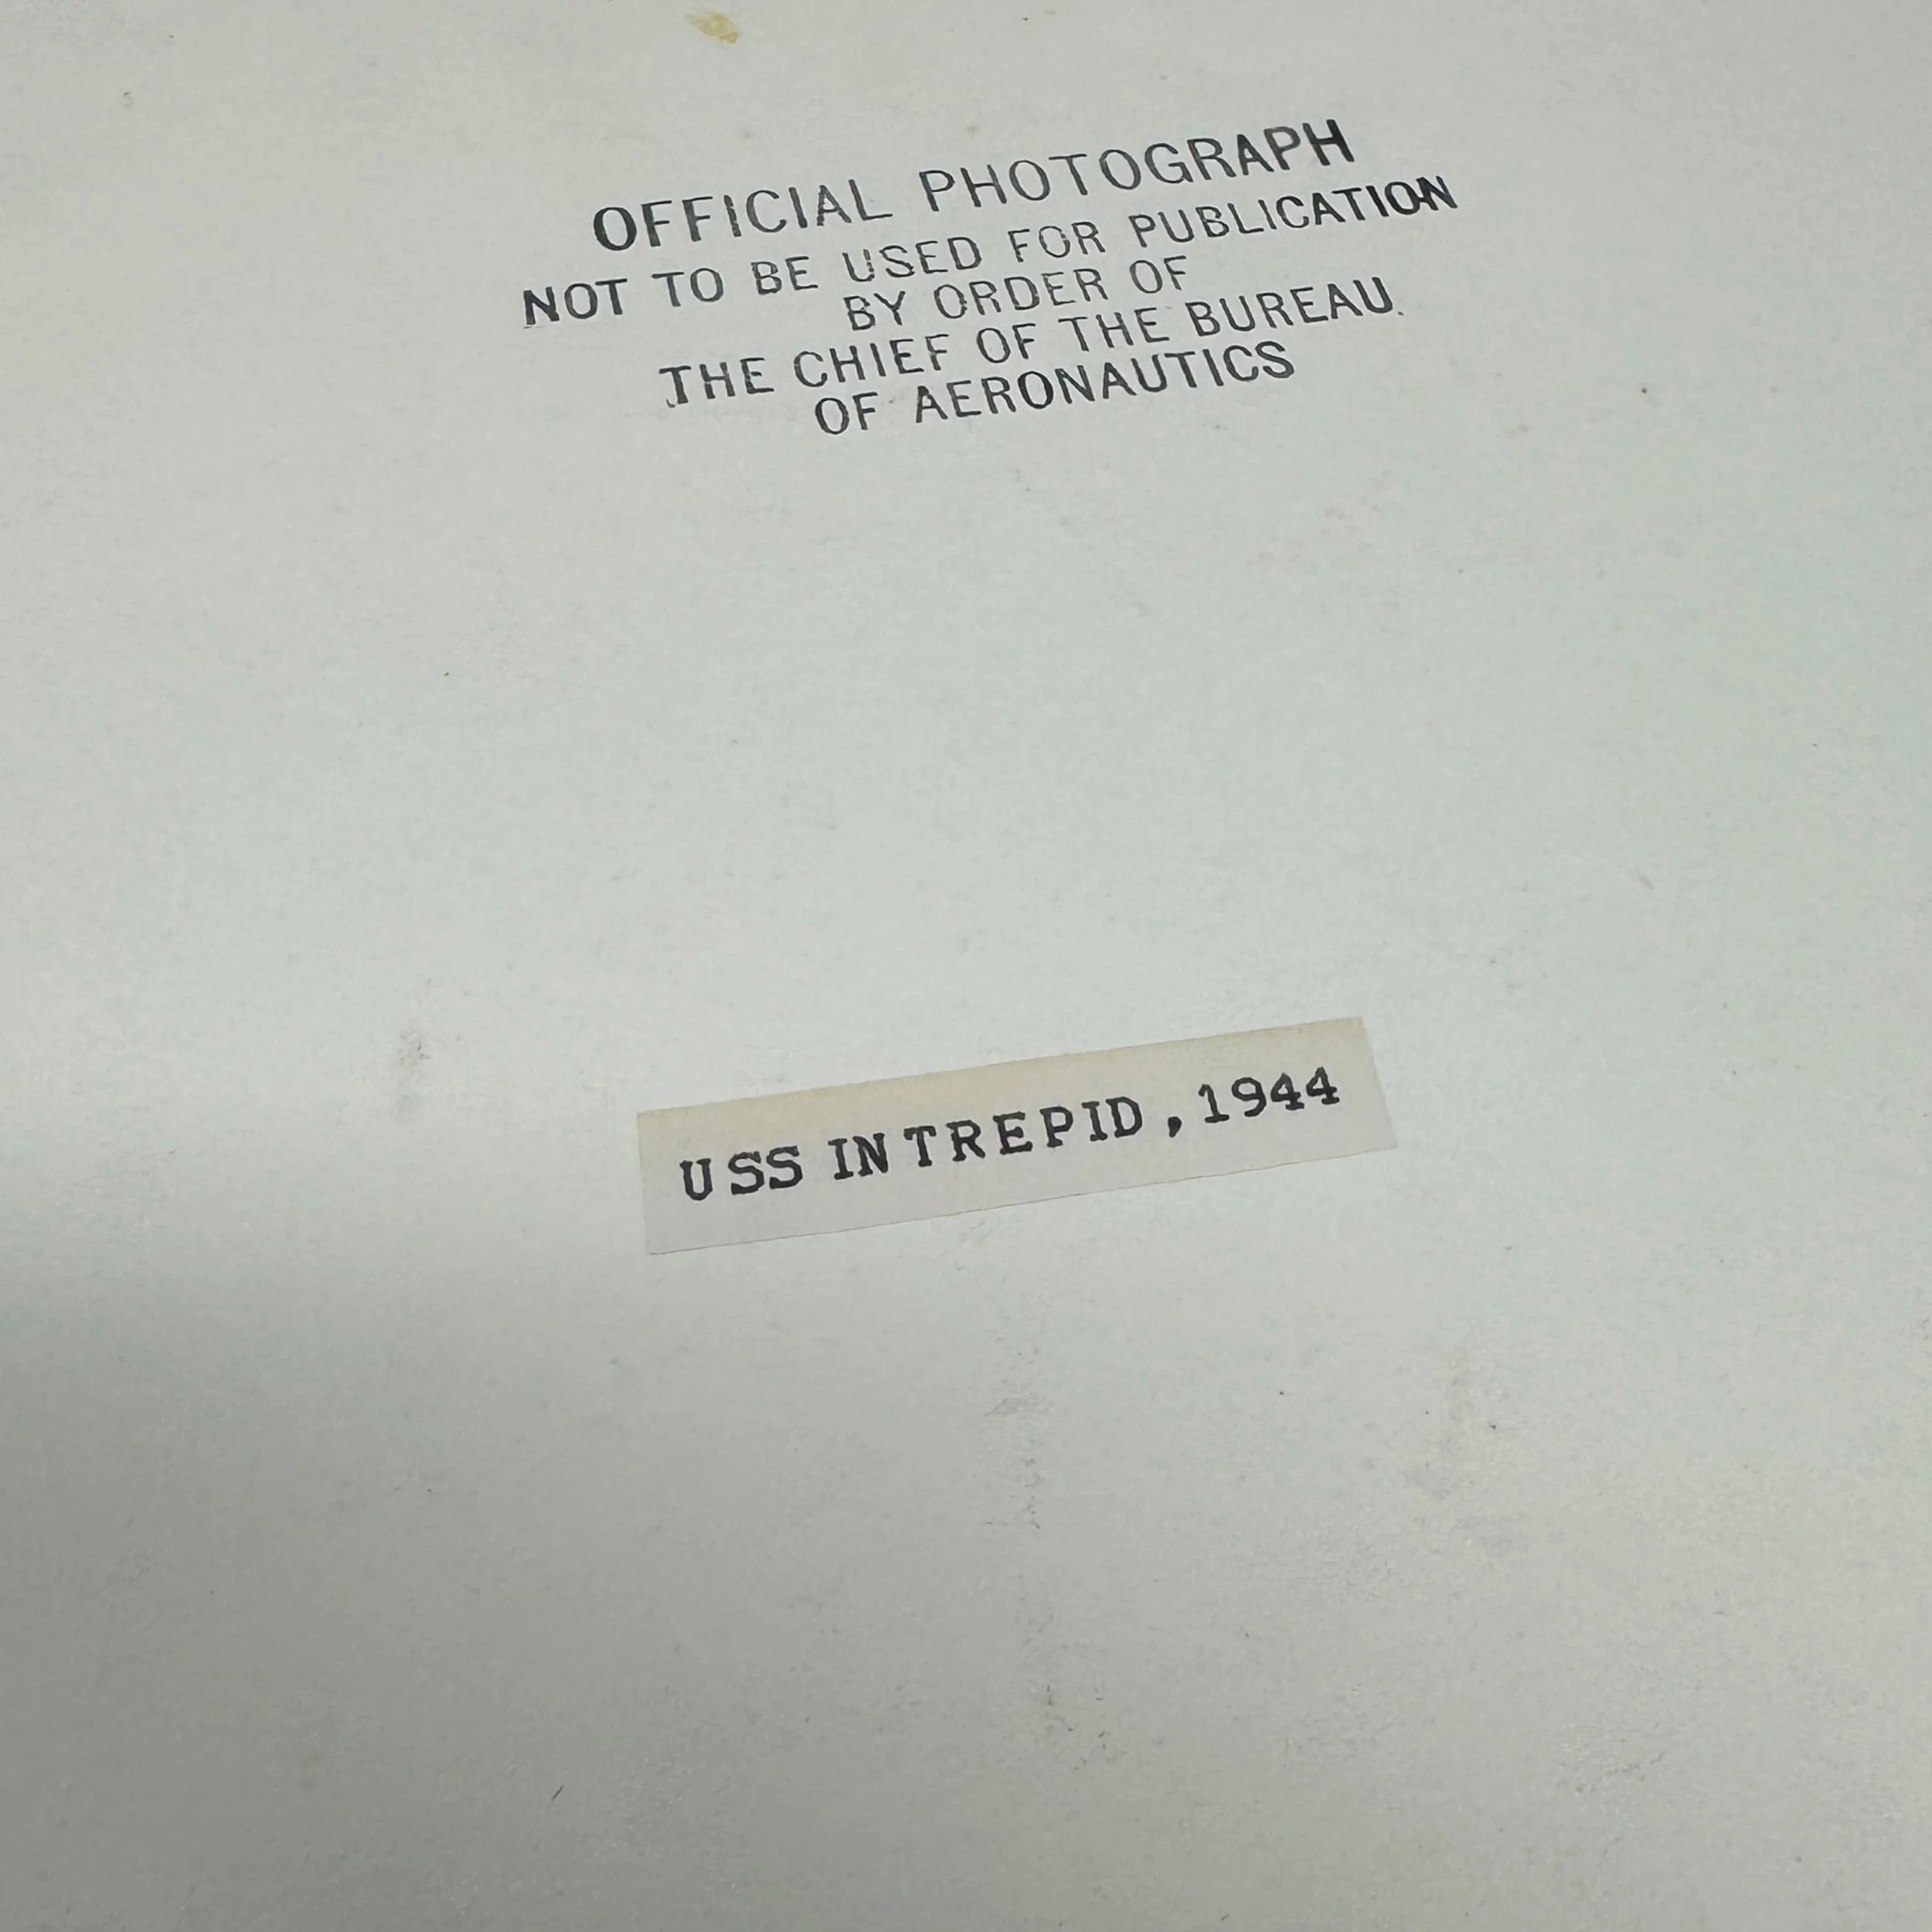 OFFICIAL PHOTOGRAPH
NOT TO BE USED FOR PUBLICATION
BY ORDER OF
THE CHIEF OF THE BUREAU
OF AERONAUTICS
USS INTREPID, 1944